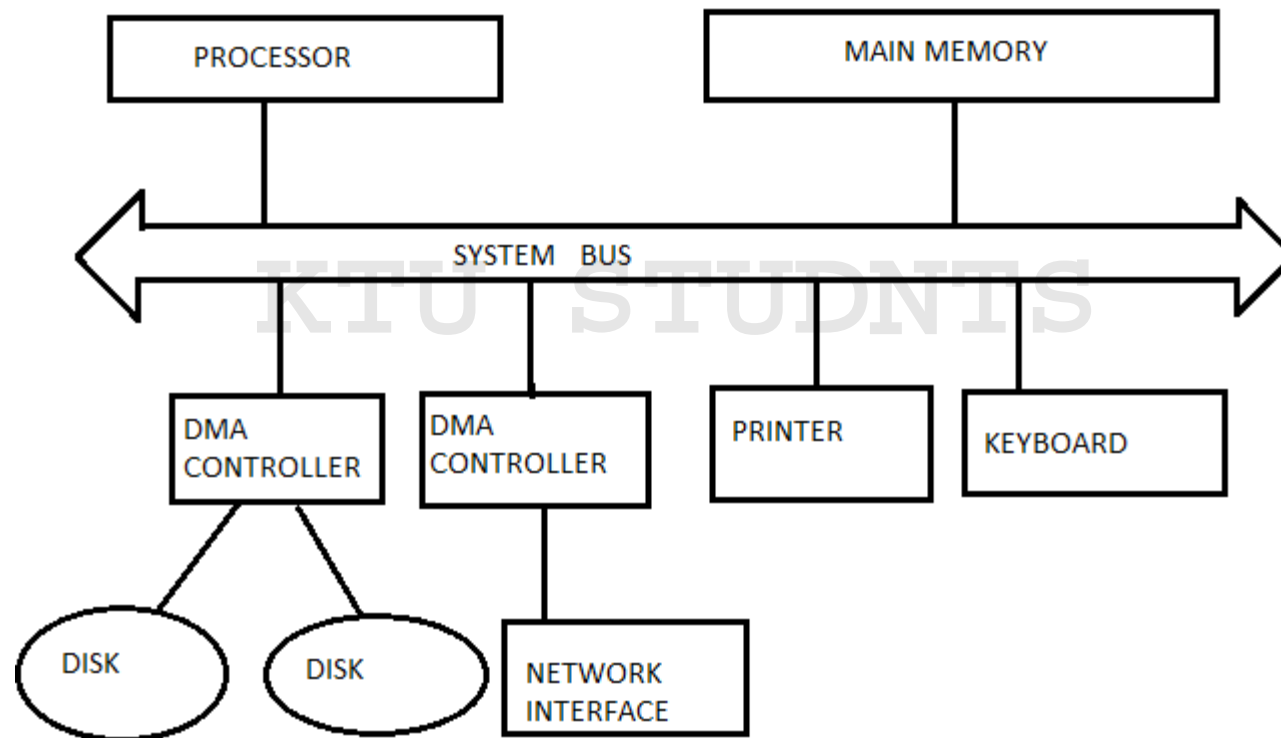 PROCESSOR
MAIN MEMORY
SYSTEM BUS
KTU STUDNTS
DMA
CONTROLLER
DMA
CONTROLLER
PRINTER
KEYBOARD
DISK
DISK
NETWORK
INTERFACE